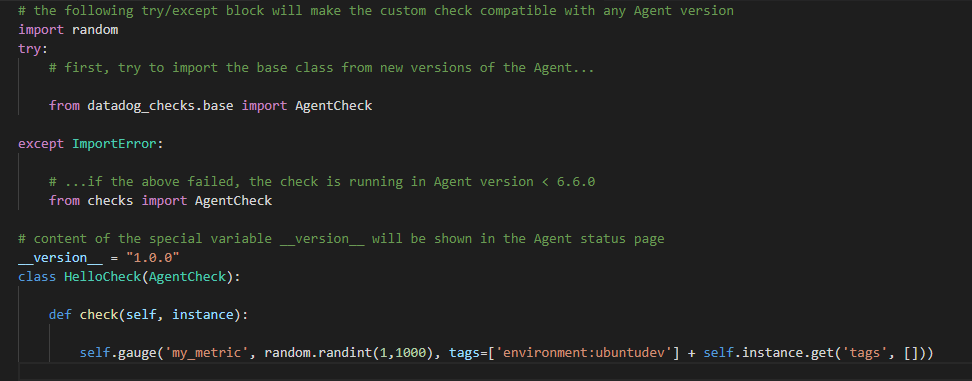 # the following try/except block will make the custom check compatible with any Agent version
import random
try:
    # first, try to import the base class from new versions of the Agent...
    from datadog_checks.base import AgentCheck
except ImportError:
    # ...if the above failed, the check is running in Agent version < 6.6.0
    from checks import AgentCheck
# content of the special variable __version__ will be shown in the Agent status page
__version__ = "1.0.0"
class HelloCheck(AgentCheck):
    def check(self, instance):
        self.gauge('my_metric', random.randint(1,1000), tags=['environment:ubuntudev'] + self.instance.get('tags', []))